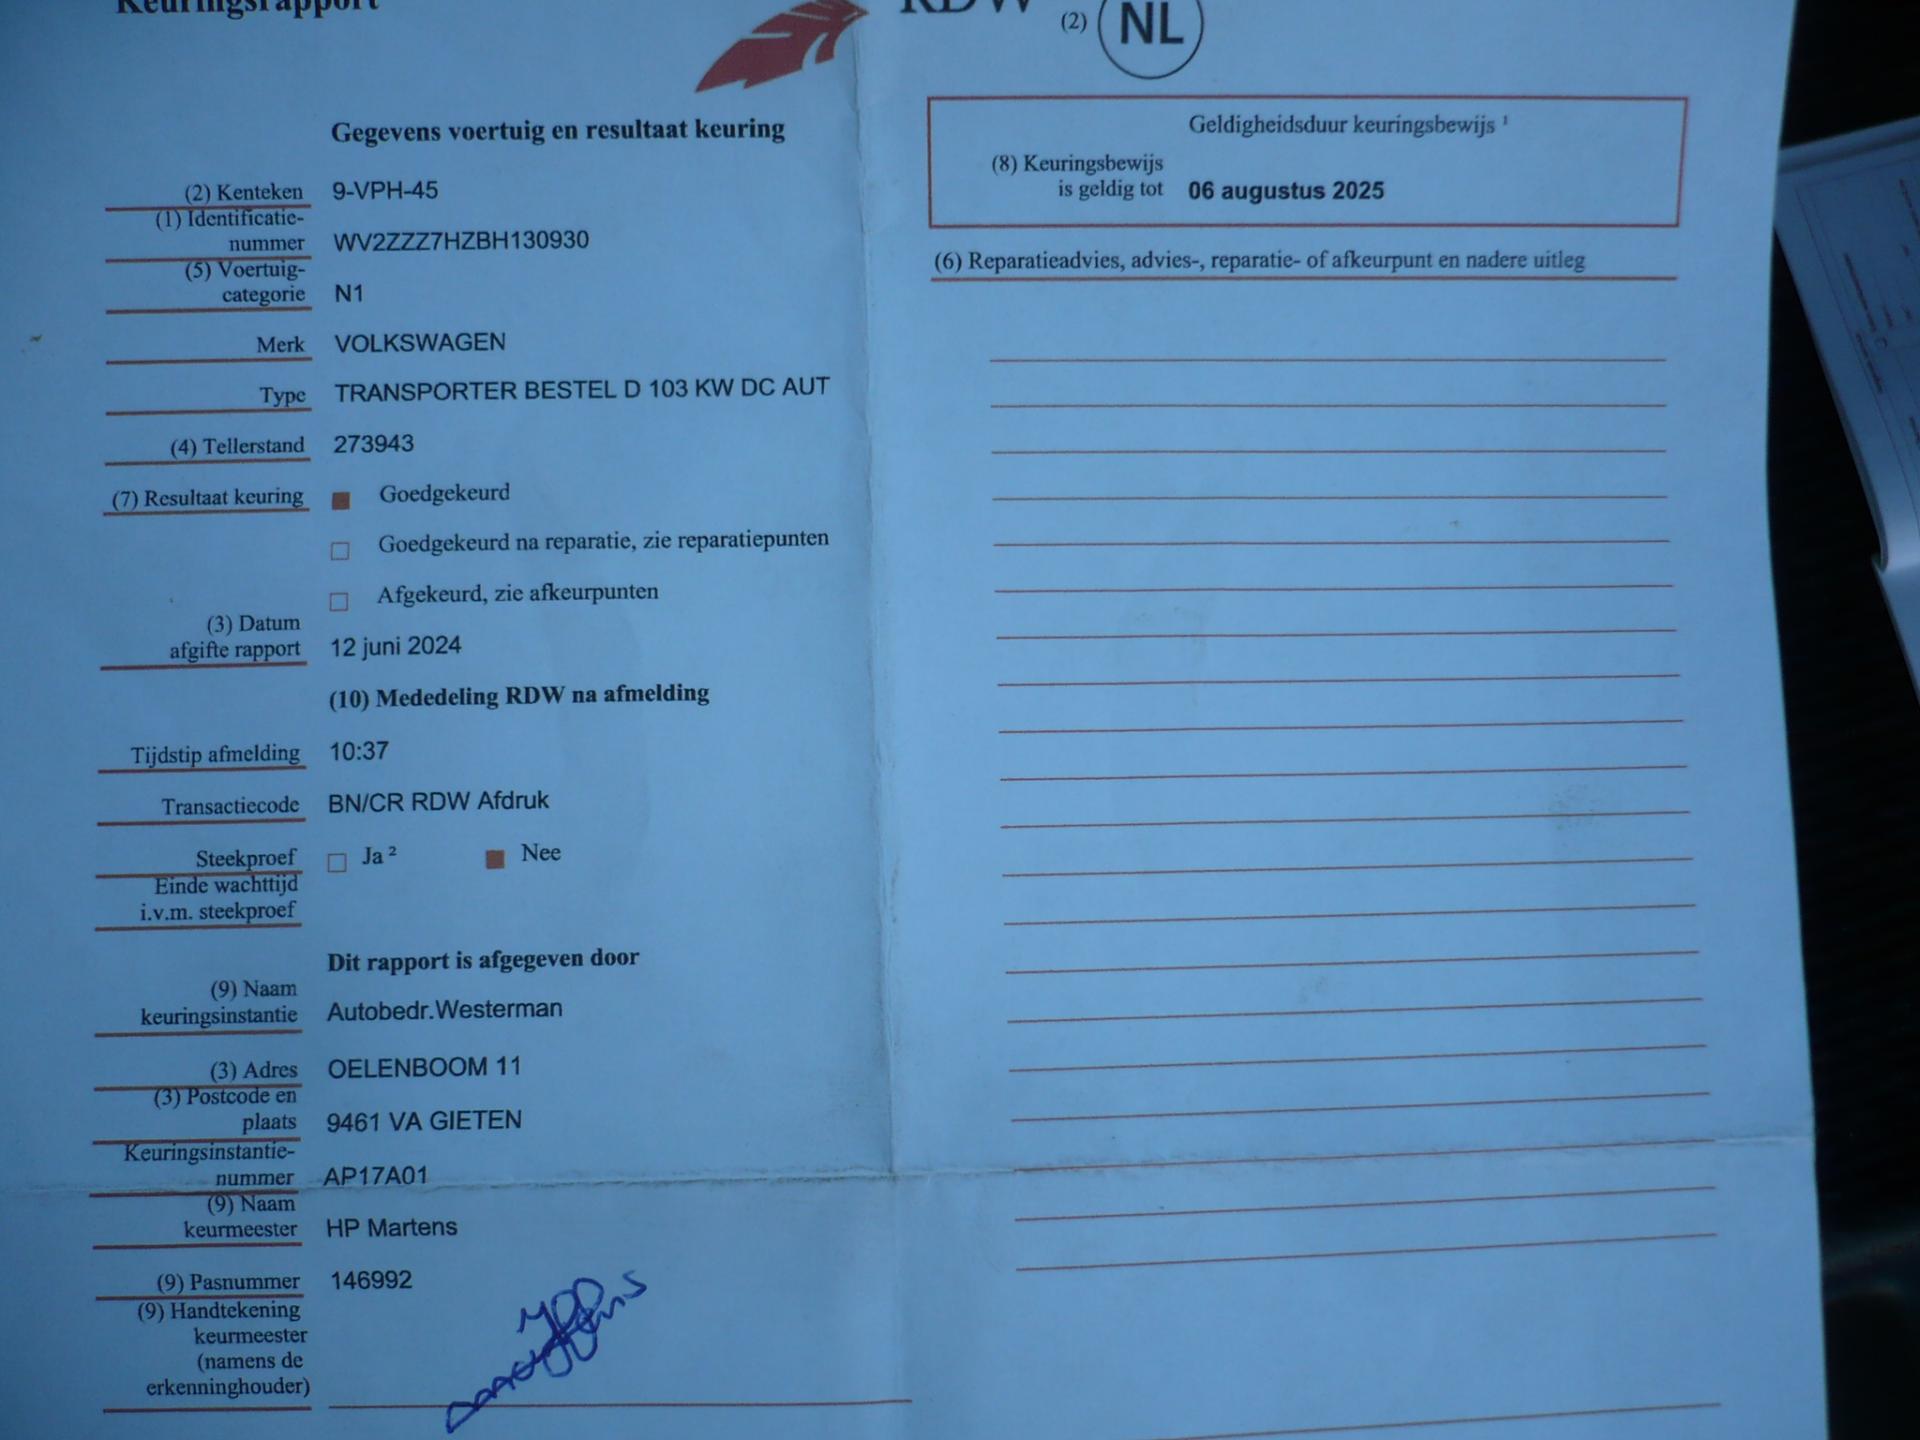 Keuringsrapport
RDW
(2) NL
Gegevens voertuig en resultaat keuring
(2) Kenteken 9-VPH-45
(1) Identificatie-
nummer WV2ZZZ7HZBH130930
(5) Voertuig-
categorie N1
Merk VOLKSWAGEN
Type TRANSPORTER BESTEL D 103 KW DC AUT
(4) Tellerstand 273943
(7) Resultaat keuring Goedgekeurd
Goedgekeurd na reparatie, zie reparatiepunten
Afgekeurd, zie afkeurpunten
(3) Datum
afgifte rapport 12 juni 2024
(10) Mededeling RDW na afmelding
Tijdstip afmelding 10:37
Transactiecode BN/CR RDW Afdruk
Steekproef Ja ² Nee
Einde wachttijd
i.v.m. steekproef
Dit rapport is afgegeven door
(9) Naam
keuringsinstantie Autobedr.Westerman
(3) Adres OELENBOOM 11
(3) Postcode en
plaats 9461 VA GIETEN
Keuringsinstantie-
nummer AP17A01
(9) Naam
keurmeester HP Martens
(9) Pasnummer 146992
(9) Handtekening
keurmeester
(namens de
erkenninghouder)
Geldigheidsduur keuringsbewijs ¹
(8) Keuringsbewijs
is geldig tot 06 augustus 2025
(6) Reparatieadvies, advies-, reparatie- of afkeurpunt en nadere uitleg